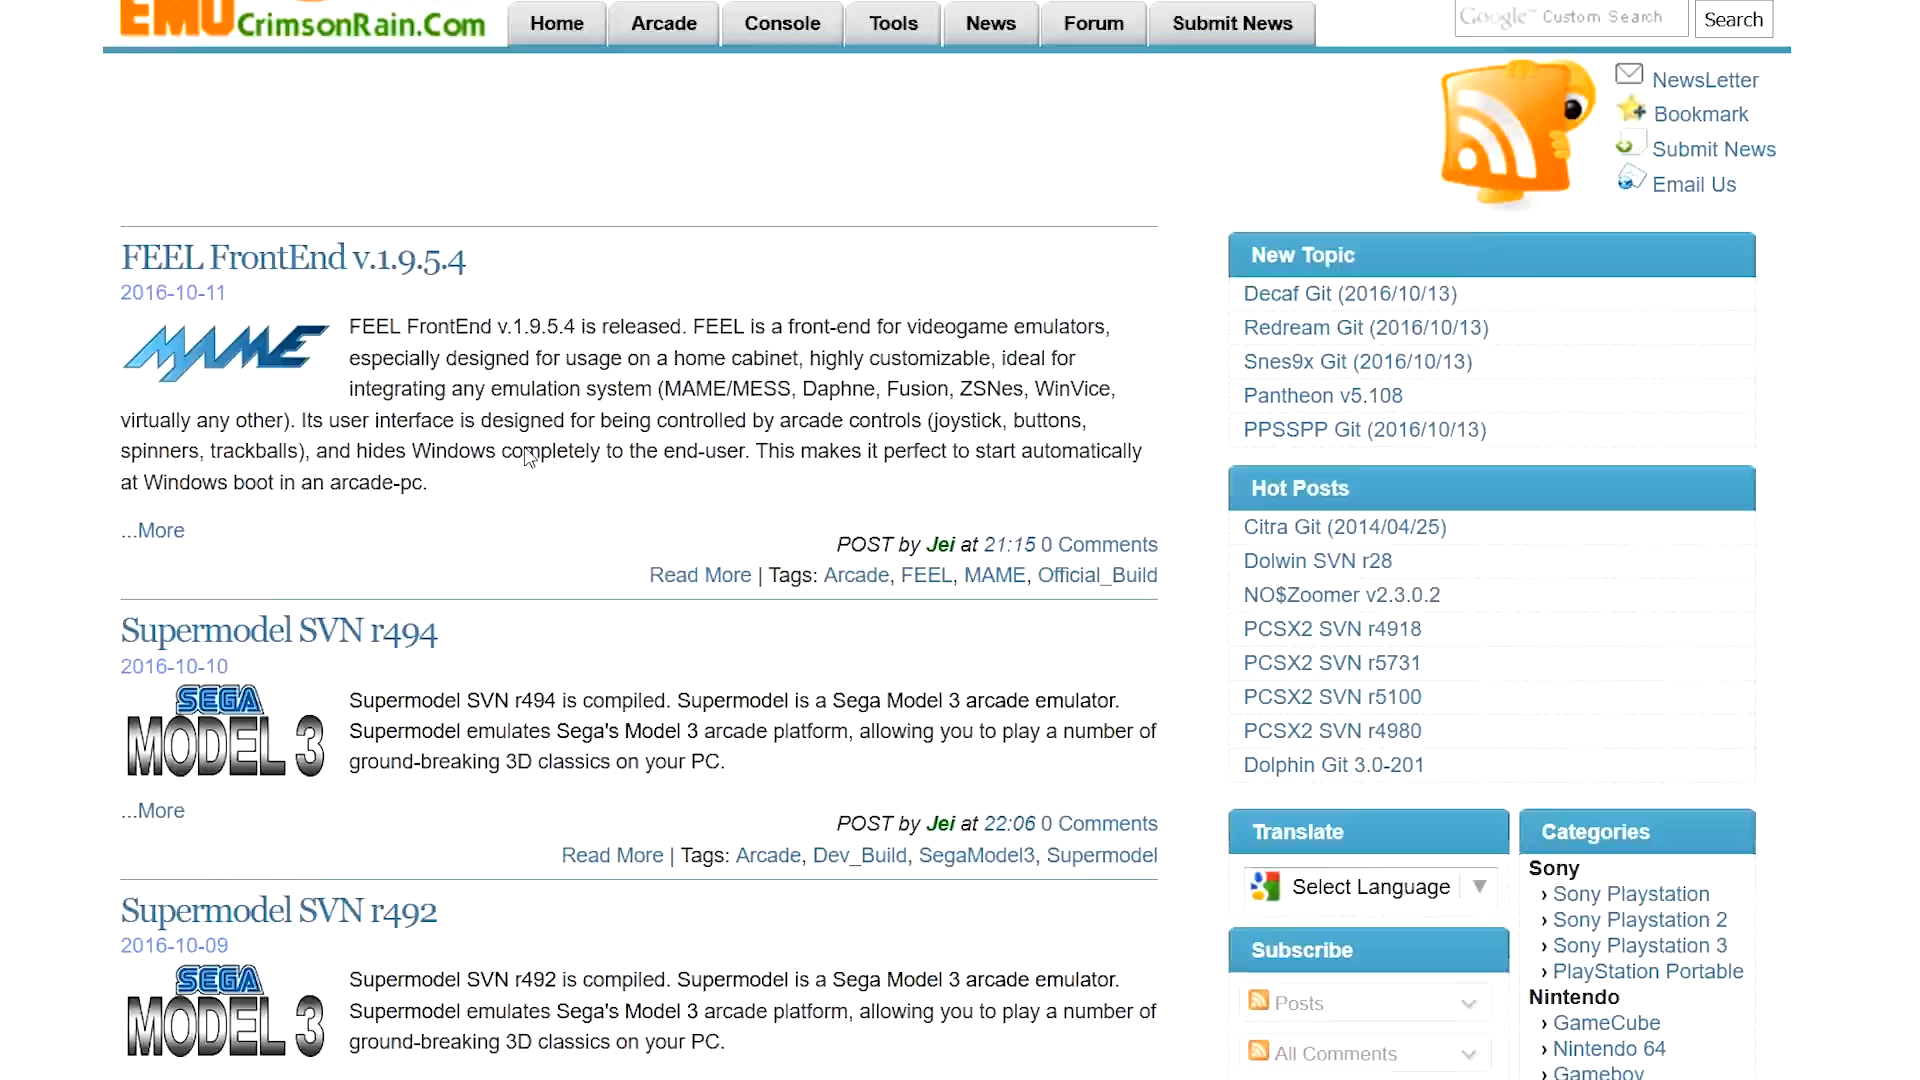 EMUCrimsonRain.Com
Home
Arcade
Console
Tools
News
Forum
Submit News
Google™ Custom Search
Search
NewsLetter
Bookmark
Submit News
Email Us
FEEL FrontEnd v.1.9.5.4
2016-10-11
MAME
FEEL FrontEnd v.1.9.5.4 is released. FEEL is a front-end for videogame emulators,
especially designed for usage on a home cabinet, highly customizable, ideal for
integrating any emulation system (MAME/MESS, Daphne, Fusion, ZSNes, WinVice,
virtually any other). Its user interface is designed for being controlled by arcade controls (joystick, buttons,
spinners, trackballs), and hides Windows completely to the end-user. This makes it perfect to start automatically
at Windows boot in an arcade-pc.
...More
POST by Jei at 21:15 0 Comments
Read More | Tags: Arcade, FEEL, MAME, Official_Build
Supermodel SVN r494
2016-10-10
SEGA
MODEL 3
Supermodel SVN r494 is compiled. Supermodel is a Sega Model 3 arcade emulator.
Supermodel emulates Sega's Model 3 arcade platform, allowing you to play a number of
ground-breaking 3D classics on your PC.
...More
POST by Jei at 22:06 0 Comments
Read More | Tags: Arcade, Dev_Build, SegaModel3, Supermodel
Supermodel SVN r492
2016-10-09
SEGA
MODEL 3
Supermodel SVN r492 is compiled. Supermodel is a Sega Model 3 arcade emulator.
Supermodel emulates Sega's Model 3 arcade platform, allowing you to play a number of
ground-breaking 3D classics on your PC.
New Topic
Decaf Git (2016/10/13)
Redream Git (2016/10/13)
Snes9x Git (2016/10/13)
Pantheon v5.108
PPSSPP Git (2016/10/13)
Hot Posts
Citra Git (2014/04/25)
Dolwin SVN r28
NO$Zoomer v2.3.0.2
PCSX2 SVN r4918
PCSX2 SVN r5731
PCSX2 SVN r5100
PCSX2 SVN r4980
Dolphin Git 3.0-201
Translate
Select Language
Subscribe
Posts
All Comments
Categories
Sony
› Sony Playstation
› Sony Playstation 2
› Sony Playstation 3
› PlayStation Portable
Nintendo
› GameCube
› Nintendo 64
› Gameboy